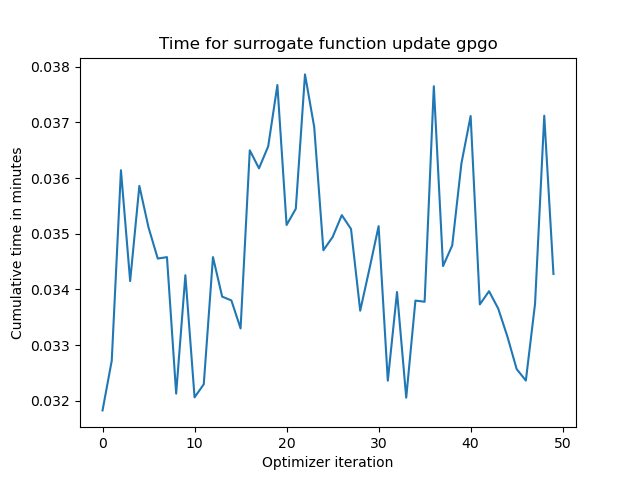 Time for surrogate function update gpgo
Cumulative time in minutes
0.038
0.037
0.036
0.035
0.034
0.033
0.032
0 10 20 30 40 50
Optimizer iteration